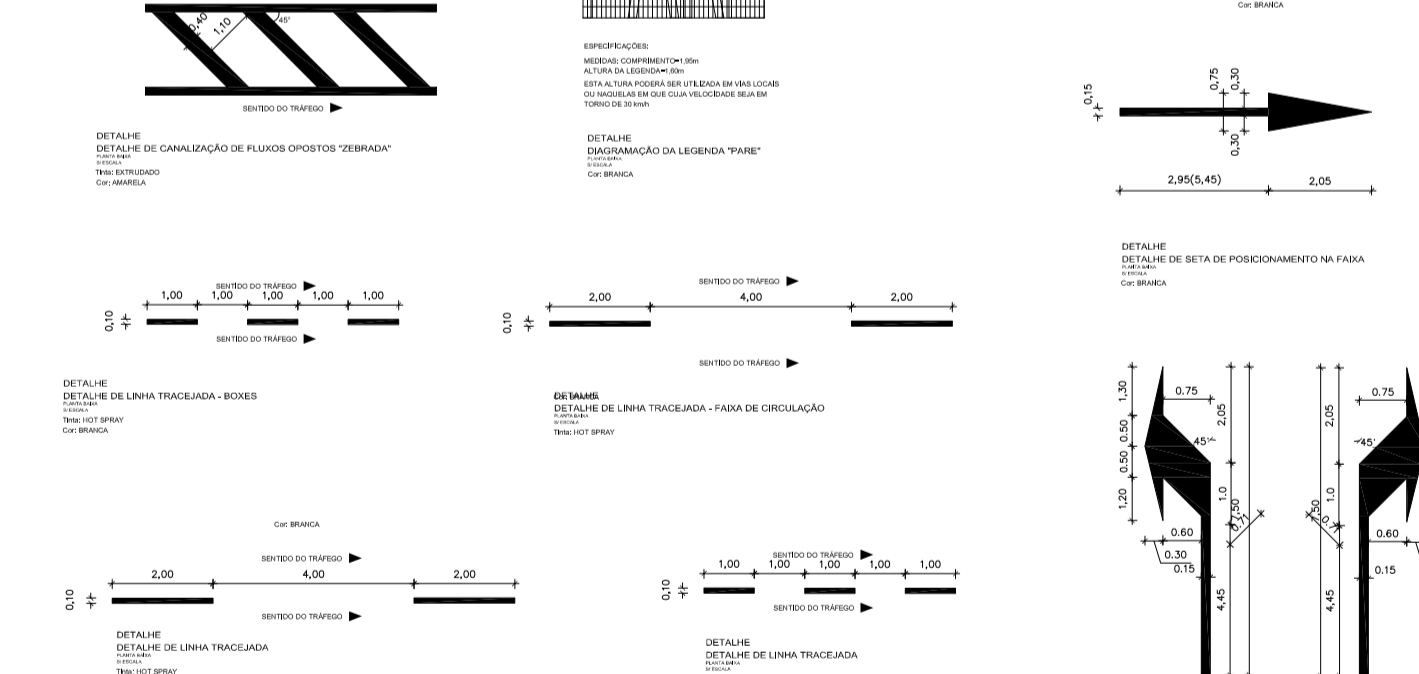 0,40
1,10
45°
SENTIDO DO TRÁFEGO
DETALHE
DETALHE DE CANALIZAÇÃO DE FLUXOS OPOSTOS "ZEBRADA"
PLANTA BAIXA
S/ ESCALA
Tinta: EXTRUDADO
Cor: AMARELA
ESPECIFICAÇÕES:
MEDIDAS: COMPRIMENTO=1,95m
ALTURA DA LEGENDA=1,60m
ESTA ALTURA PODERÁ SER UTILIZADA EM VIAS LOCAIS
OU NAQUELAS EM QUE CUJA VELOCIDADE SEJA EM
TORNO DE 30 km/h
DETALHE
DIAGRAMAÇÃO DA LEGENDA "PARE"
PLANTA BAIXA
S/ ESCALA
Cor: BRANCA
Cor: BRANCA
0,15
0,75
0,30
0,30
2,95(5,45)
2,05
DETALHE
DETALHE DE SETA DE POSICIONAMENTO NA FAIXA
PLANTA BAIXA
S/ ESCALA
Cor: BRANCA
SENTIDO DO TRÁFEGO
1,00 1,00 1,00 1,00 1,00
0,10
SENTIDO DO TRÁFEGO
DETALHE
DETALHE DE LINHA TRACEJADA - BOXES
PLANTA BAIXA
S/ ESCALA
Tinta: HOT SPRAY
Cor: BRANCA
SENTIDO DO TRÁFEGO
2,00 4,00 2,00
0,10
SENTIDO DO TRÁFEGO
DETALHE
DETALHE DE LINHA TRACEJADA - FAIXA DE CIRCULAÇÃO
PLANTA BAIXA
S/ ESCALA
Tinta: HOT SPRAY
Cor: BRANCA
SENTIDO DO TRÁFEGO
2,00 4,00 2,00
0,10
SENTIDO DO TRÁFEGO
DETALHE
DETALHE DE LINHA TRACEJADA
PLANTA BAIXA
S/ ESCALA
Tinta: HOT SPRAY
SENTIDO DO TRÁFEGO
1,00 1,00 1,00 1,00 1,00
0,10
SENTIDO DO TRÁFEGO
DETALHE
DETALHE DE LINHA TRACEJADA
PLANTA BAIXA
S/ ESCALA
1,30
0.50
0.50
1,20
0.75
2,05
45°
1.0
0.71
0.60
0.30
0.15
4,45
2,05
0.75
45°
1.0
0.60
0.15
4,45